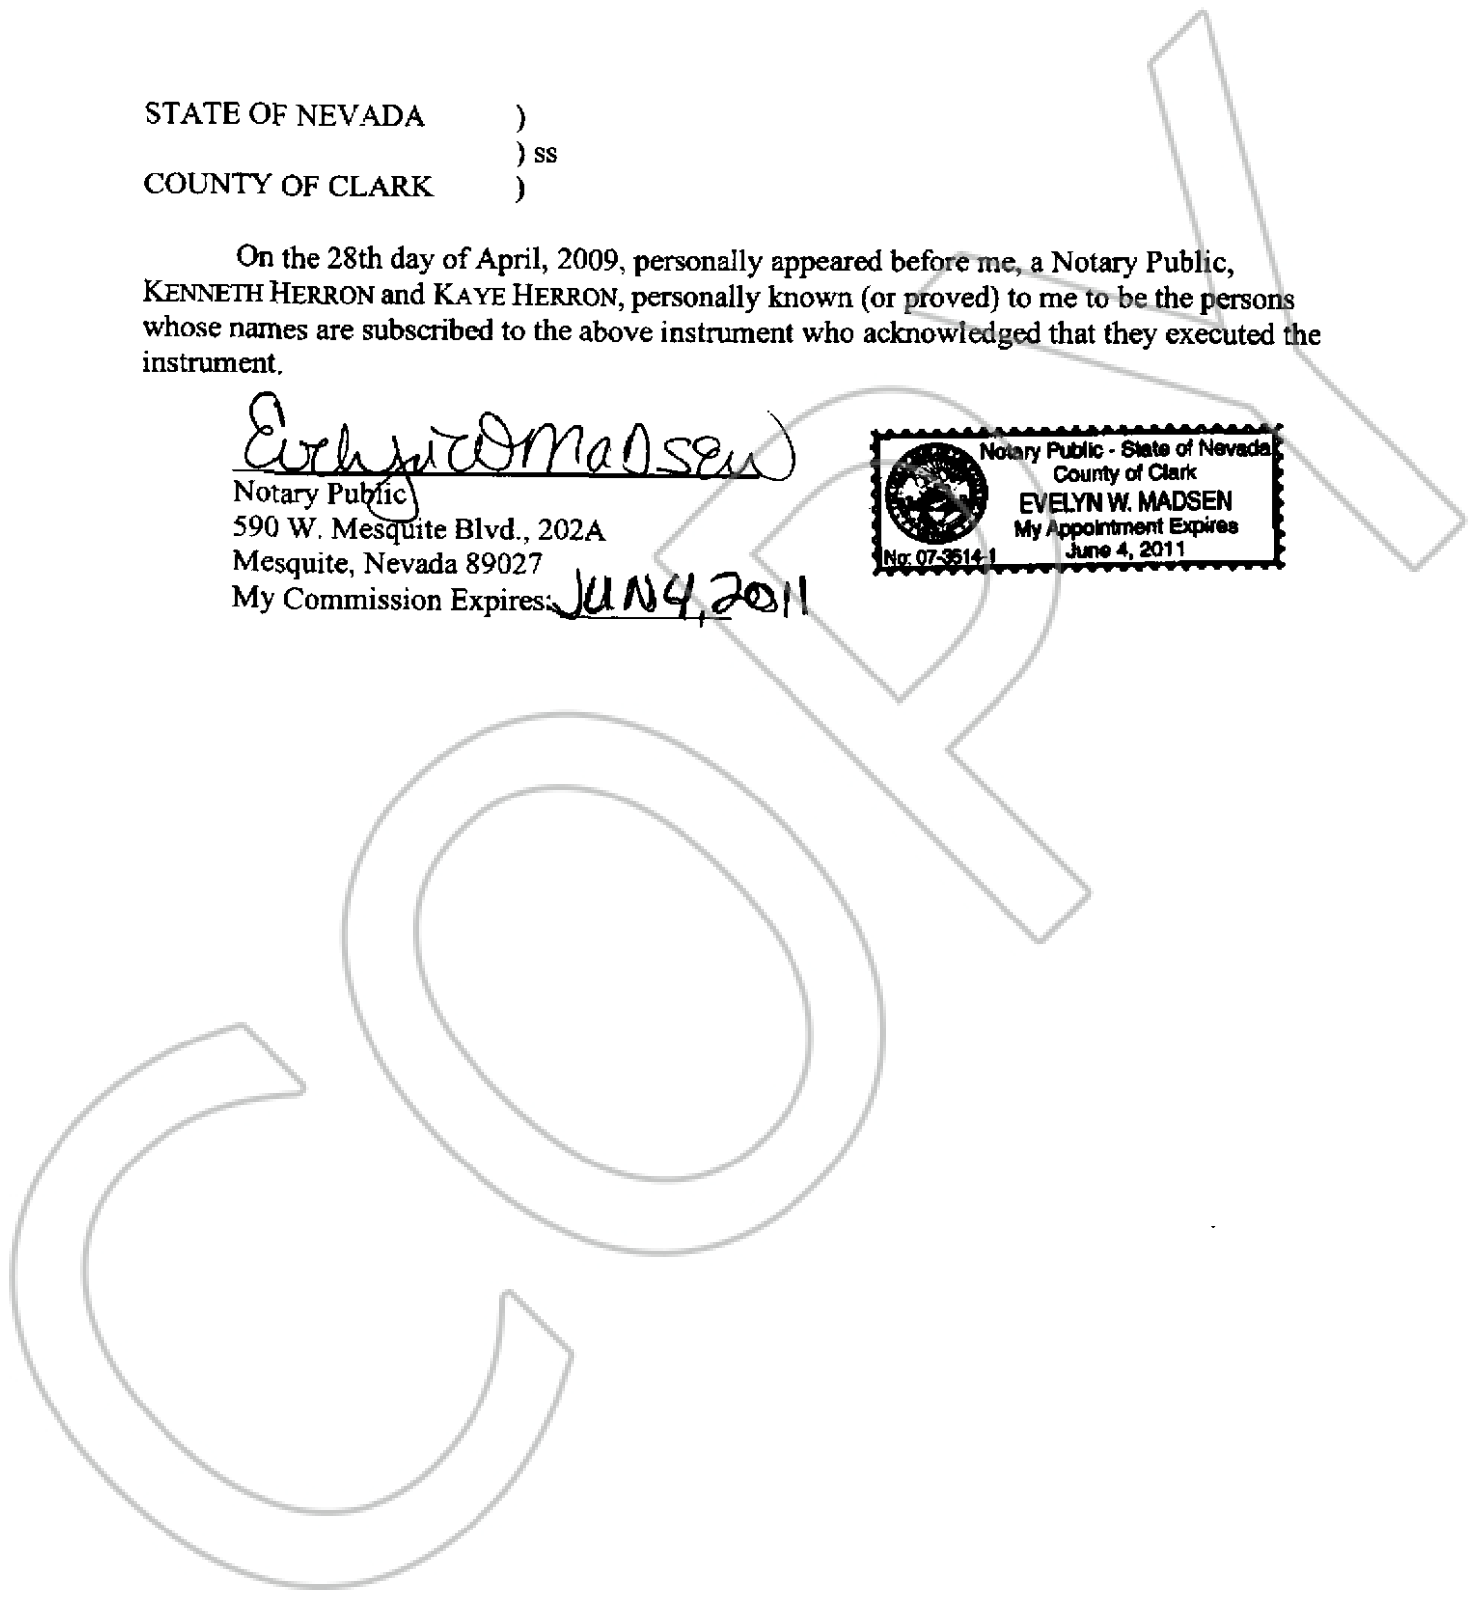 STATE OF NEVADA )
) ss
COUNTY OF CLARK )
On the 28th day of April, 2009, personally appeared before me, a Notary Public,
KENNETH HERRON and KAYE HERRON, personally known (or proved) to me to be the persons
whose names are subscribed to the above instrument who acknowledged that they executed the
instrument.
Evelyn W Madsen
Notary Public
590 W. Mesquite Blvd., 202A
Mesquite, Nevada 89027
My Commission Expires: JUN 4, 2011
Notary Public - State of Nevada
County of Clark
EVELYN W. MADSEN
My Appointment Expires
No: 07-3514-1 June 4, 2011
COPY